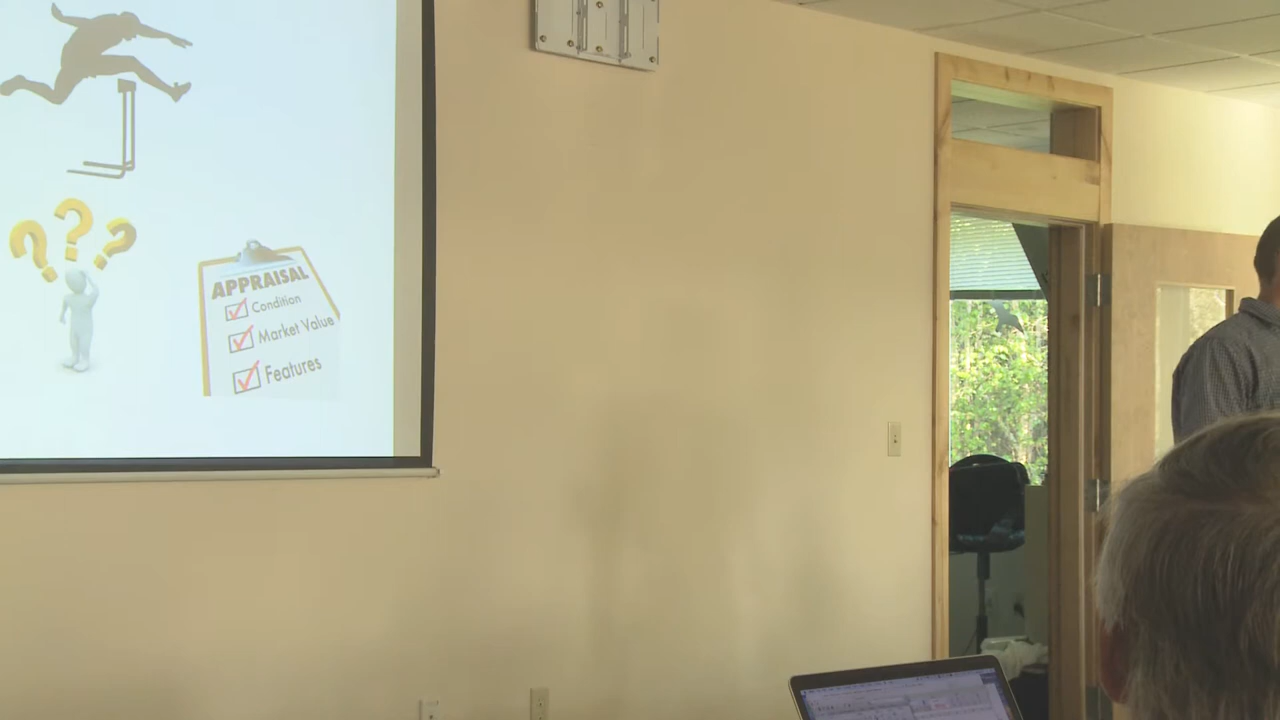 ? ? ?
APPRAISAL
Condition
Market Value
Features